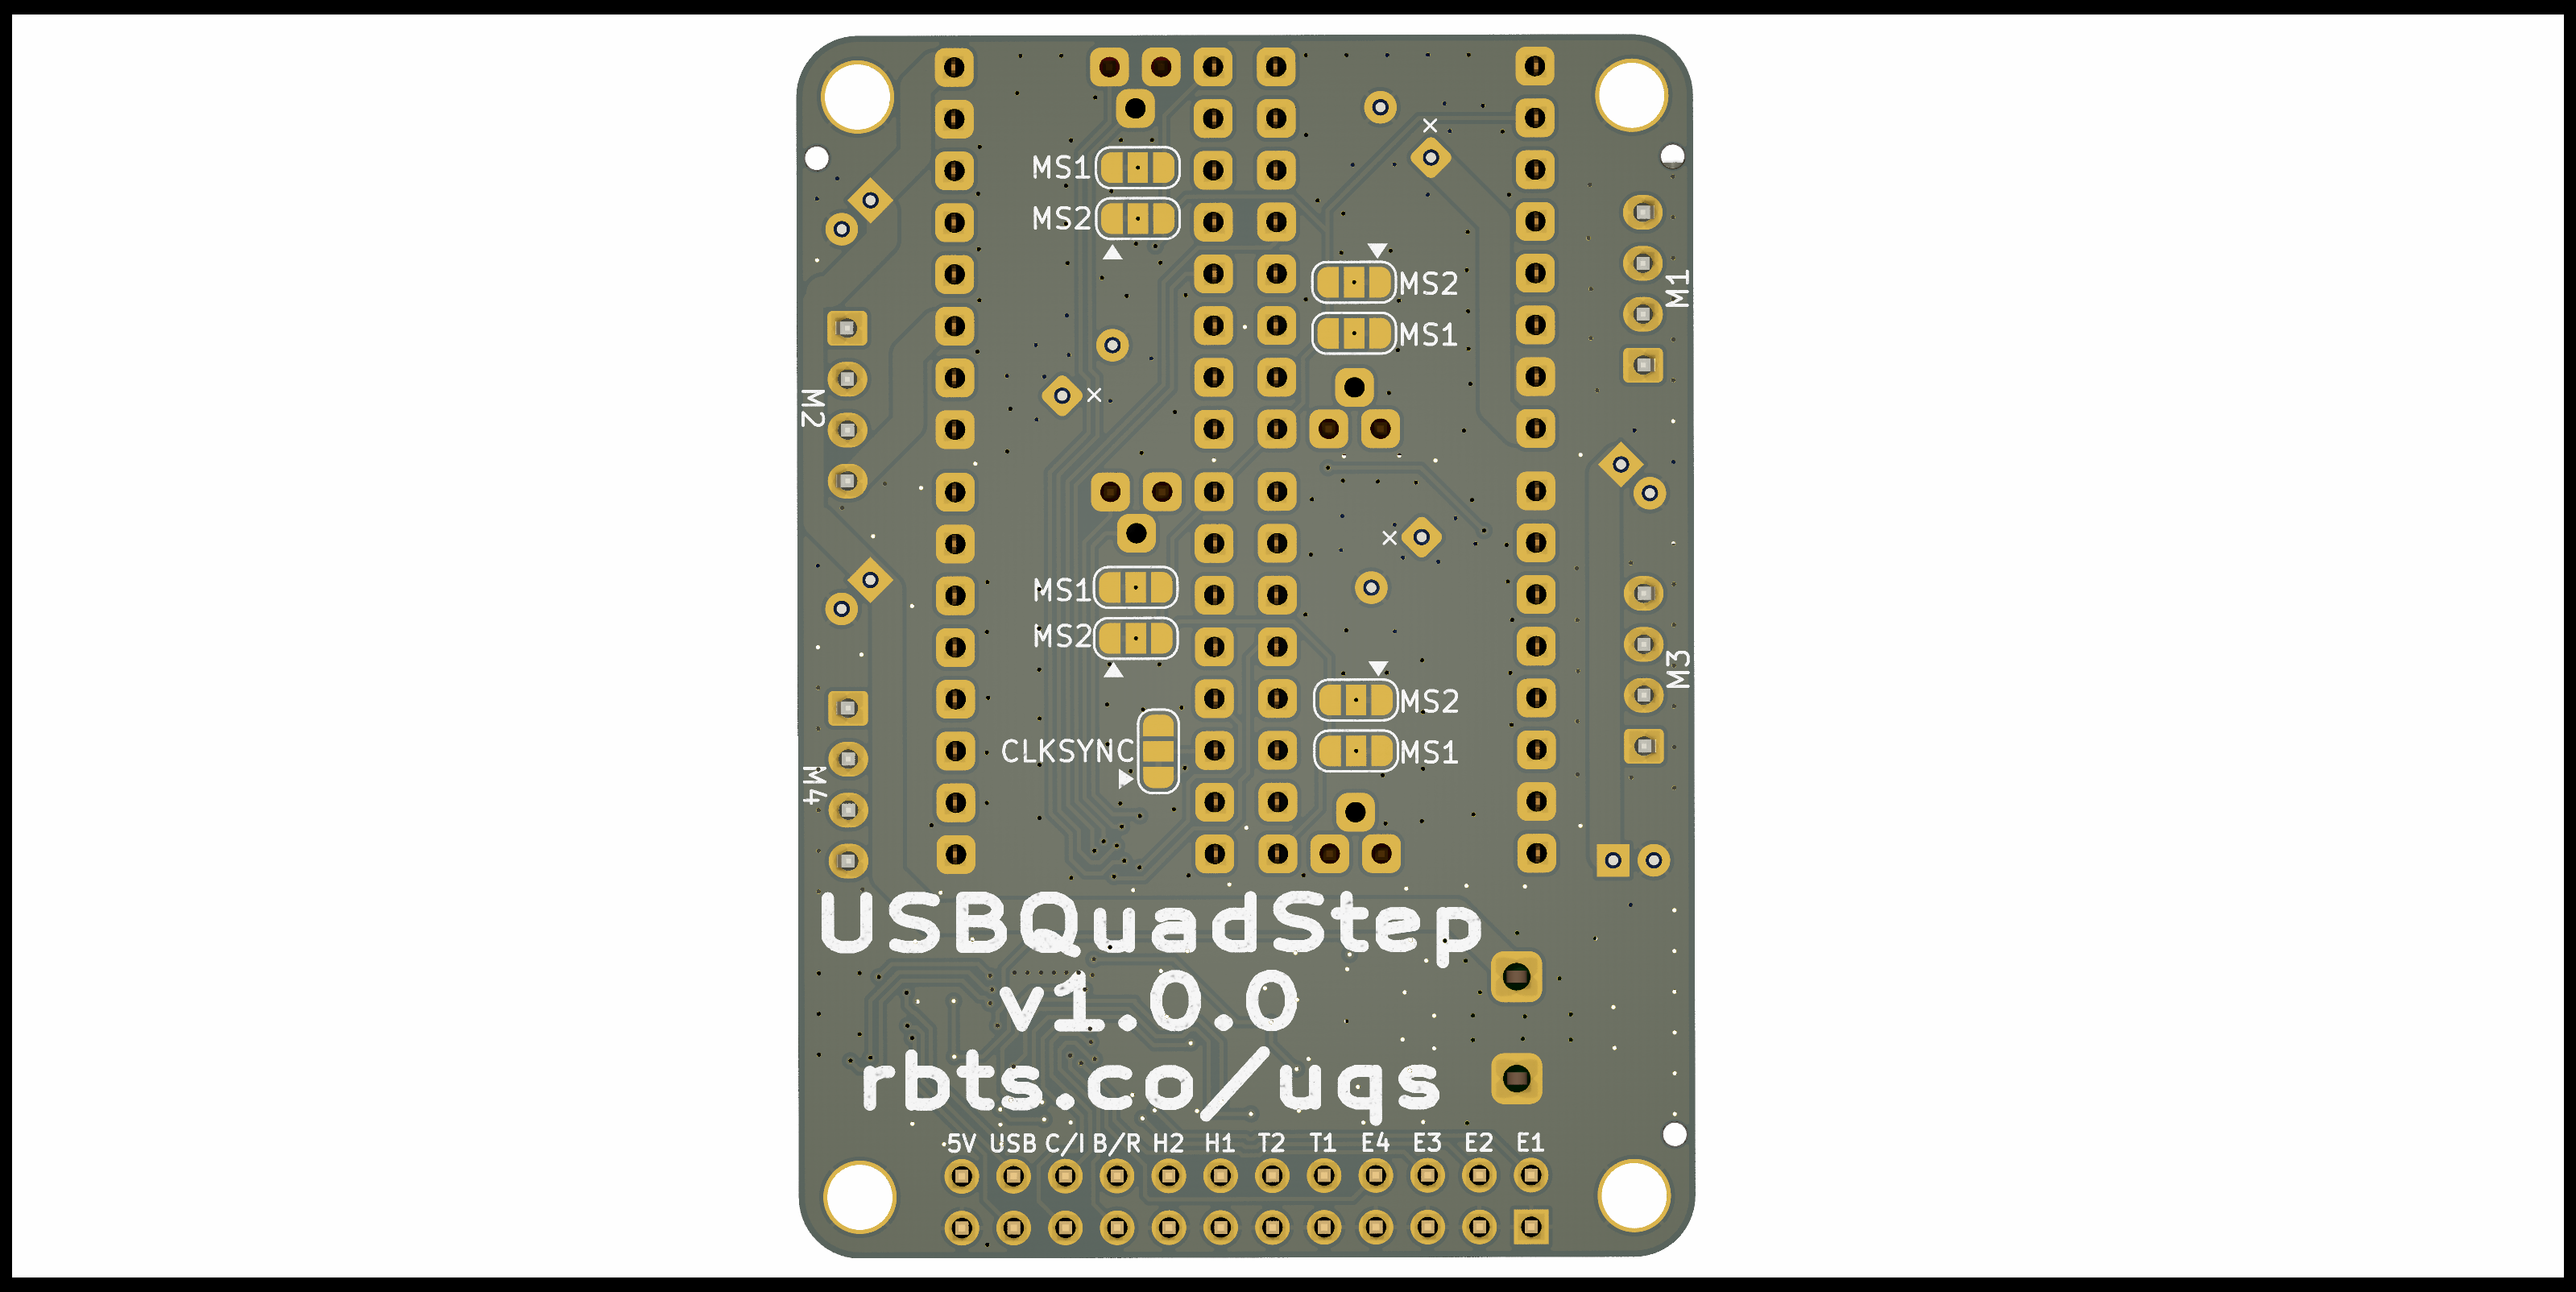 MS1
MS2
MS2
MS1
M1
M2
MS1
MS2
M3
MS2
MS1
CLKSYNC
M4
USBQuadStep
v1.0.0
rbts.co/uqs
5V USB C/I B/R H2 H1 T2 T1 E4 E3 E2 E1